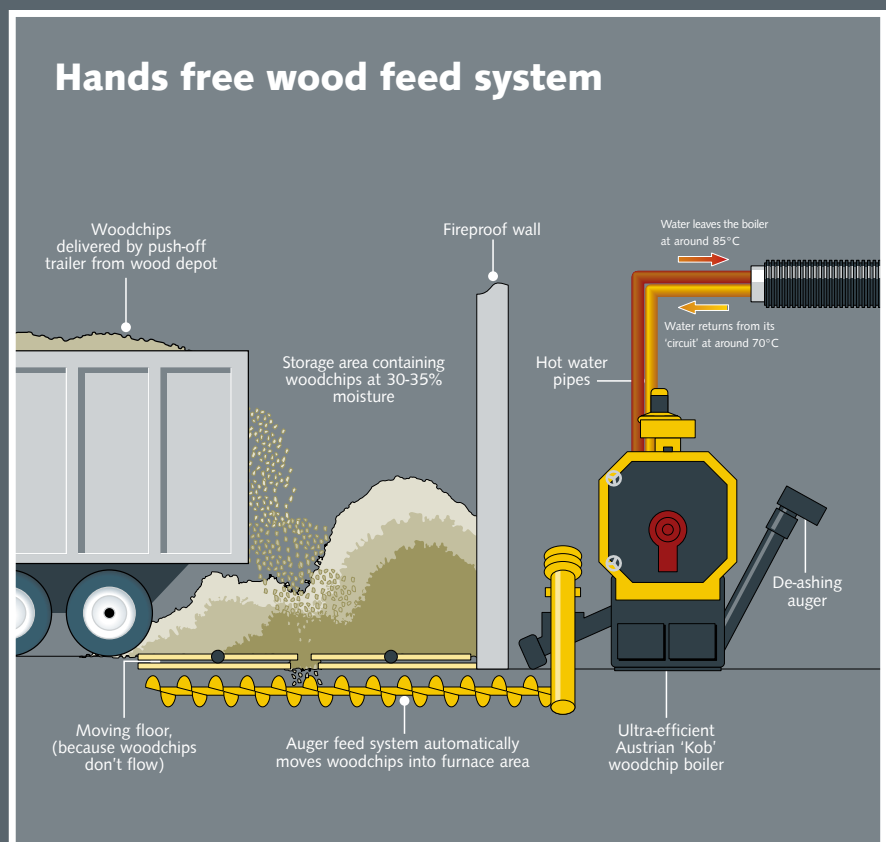 Hands free wood feed system
Woodchips
delivered by push-off
trailer from wood depot
Fireproof wall
Water leaves the boiler
at around 85°C
Water returns from its
'circuit' at around 70°C
Storage area containing
woodchips at 30-35%
moisture
Hot water
pipes
De-ashing
auger
Moving floor,
(because woodchips
don't flow)
Auger feed system automatically
moves woodchips into furnace area
Ultra-efficient
Austrian 'Kob'
woodchip boiler